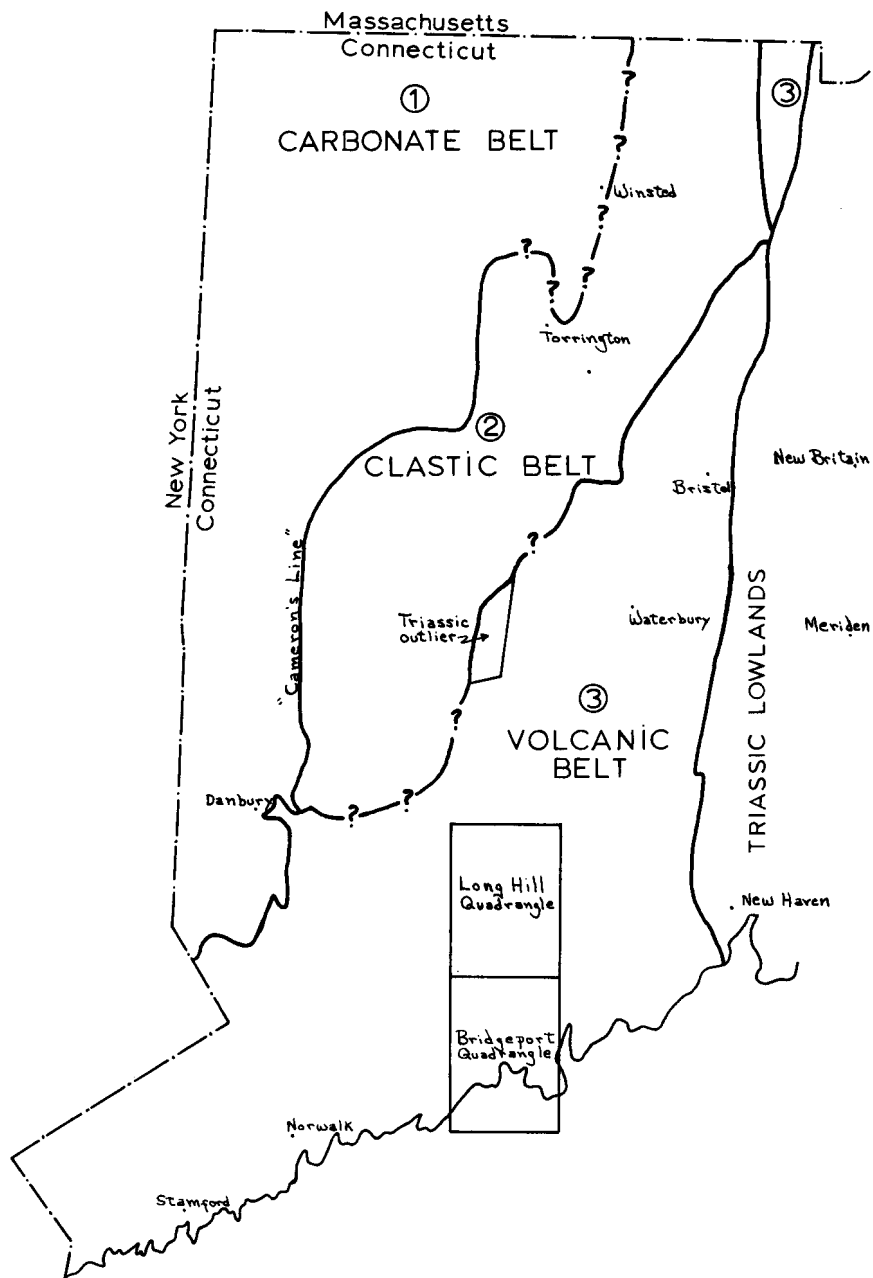 Massachusetts
Connecticut
①
CARBONATE BELT
③
?
?
Winsted
?
?
?
?
Torrington
New York
Connecticut
②
CLASTIC BELT
New Britain
Bristol
?
"Cameron's Line"
Triassic
outlier
Waterbury
Meriden
TRIASSIC LOWLANDS
③
VOLCANIC
BELT
?
Danbury
?
?
Long Hill
Quadrangle
New Haven
Bridgeport
Quadrangle
Norwalk
Stamford